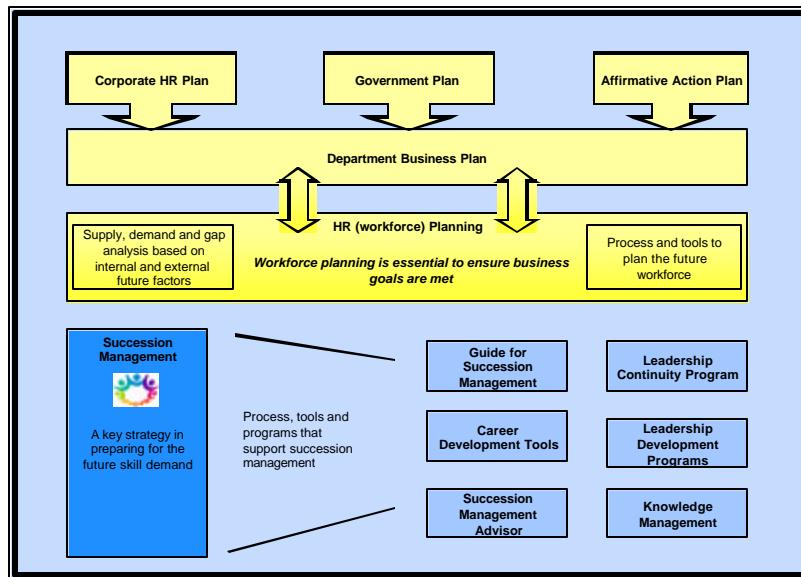 Corporate HR Plan
Government Plan
Affirmative Action Plan
Department Business Plan
HR (workforce) Planning
Supply, demand and gap
analysis based on
internal and external
future factors
Workforce planning is essential to ensure business
goals are met
Process and tools to
plan the future
workforce
Succession
Management
A key strategy in
preparing for the
future skill demand
Process, tools and
programs that
support succession
management
Guide for
Succession
Management
Leadership
Continuity Program
Career
Development Tools
Leadership
Development
Programs
Succession
Management
Advisor
Knowledge
Management